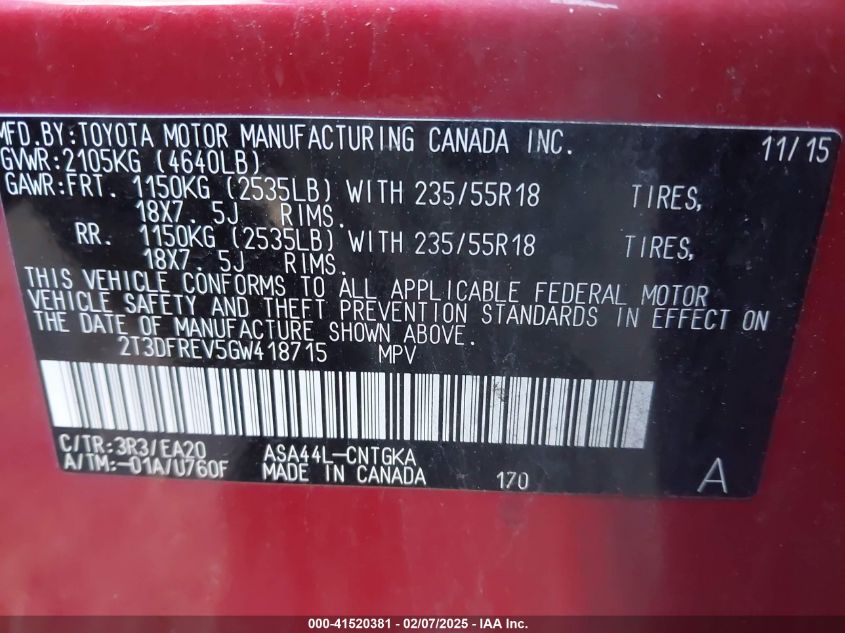 MFD.BY:TOYOTA MOTOR MANUFACTURING CANADA INC. 11/15
GVWR:2105KG (4640LB)
GAWR:FRT. 1150KG (2535LB) WITH 235/55R18 TIRES,
18X7.5J RIMS.
RR. 1150KG (2535LB) WITH 235/55R18 TIRES,
18X7.5J RIMS.
THIS VEHICLE CONFORMS TO ALL APPLICABLE FEDERAL MOTOR
VEHICLE SAFETY AND THEFT PREVENTION STANDARDS IN EFFECT ON
THE DATE OF MANUFACTURE SHOWN ABOVE.
2T3DFREV5GW418715 MPV
C/TR:3R3/EA20 ASA44L-CNTGKA
A/TM:-01A/U760F MADE IN CANADA 170 A
000-41520381 - 02/07/2025 - IAA Inc.